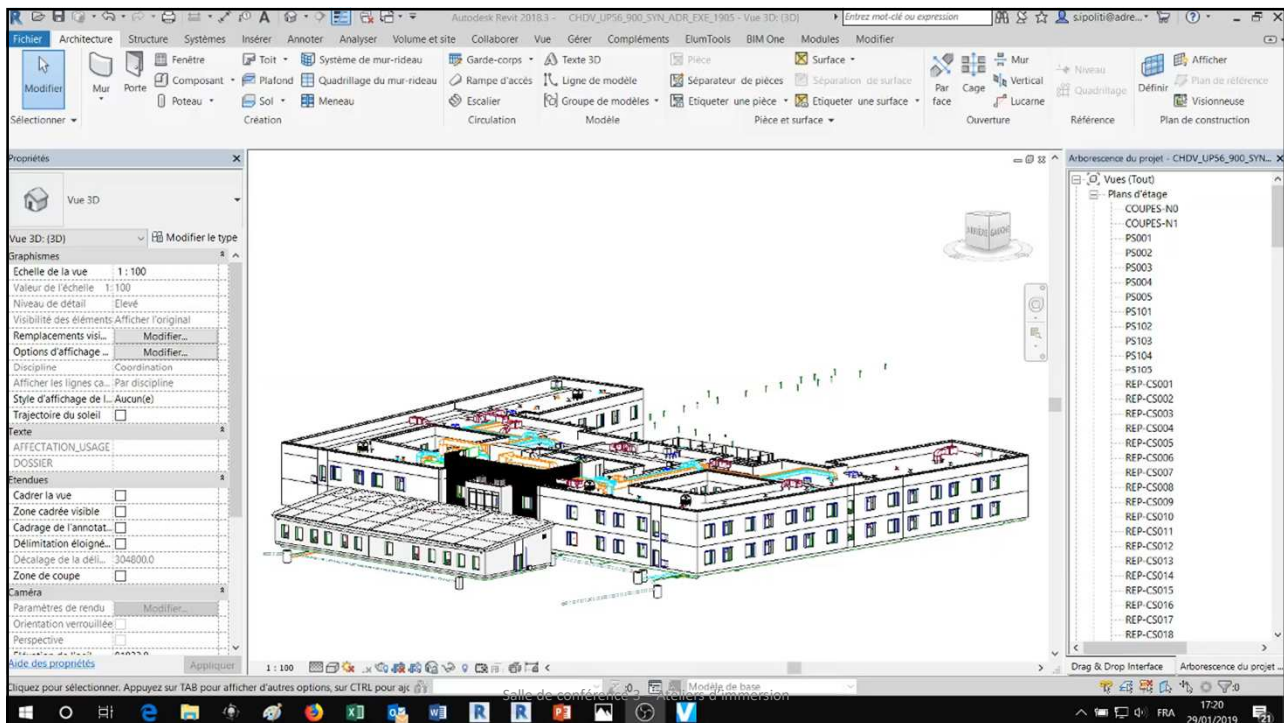 Autodesk Revit 2018.3 - CHDV_UP56_900_SYN_ADR_EXE_1905 - Vue 3D: {3D}
Entrez mot-clé ou expression
sipoliti@adre...
Fichier Architecture Structure Systèmes Insérer Annoter Analyser Volume et site Collaborer Vue Gérer Compléments ElumTools BIM One Modules Modifier
Modifier
Mur
Porte
Fenêtre
Composant
Poteau
Toit
Plafond
Sol
Système de mur-rideau
Quadrillage du mur-rideau
Meneau
Garde-corps
Rampe d'accès
Escalier
Texte 3D
Ligne de modèle
Groupe de modèles
Pièce
Séparateur de pièces
Etiqueter une pièce
Surface
Séparation de surface
Etiqueter une surface
Par face
Cage
Mur
Vertical
Lucarne
Niveau
Quadrillage
Définir
Afficher
Plan de référence
Visionneuse
Sélectionner
Création
Circulation
Modèle
Pièce et surface
Ouverture
Référence
Plan de construction
Propriétés
Vue 3D
Vue 3D: {3D}
Modifier le type
Graphismes
Echelle de la vue 1 : 100
Valeur de l'échelle 1: 100
Niveau de détail Elevé
Visibilité des éléments Afficher l'original
Remplacements visi... Modifier...
Options d'affichage ... Modifier...
Discipline Coordination
Afficher les lignes ca... Par discipline
Style d'affichage de l... Aucun(e)
Trajectoire du soleil
Texte
AFFECTATION_USAGE
DOSSIER
Etendues
Cadrer la vue
Zone cadrée visible
Cadrage de l'annotat...
Délimitation éloigné...
Décalage de la déli... 304800.0
Zone de coupe
Caméra
Paramètres de rendu Modifier...
Orientation verrouillée
Perspective
Aide des propriétés
Appliquer
1 : 100
Arborescence du projet - CHDV_UP56_900_SYN...
Vues (Tout)
Plans d'étage
COUPES-N0
COUPES-N1
PS001
PS002
PS003
PS004
PS005
PS101
PS102
PS103
PS104
PS105
REP-CS001
REP-CS002
REP-CS003
REP-CS004
REP-CS005
REP-CS006
REP-CS007
REP-CS008
REP-CS009
REP-CS010
REP-CS011
REP-CS012
REP-CS013
REP-CS014
REP-CS015
REP-CS016
REP-CS017
REP-CS018
Drag & Drop Interface Arborescence du projet ...
Cliquez pour sélectionner. Appuyez sur TAB pour afficher d'autres options, sur CTRL pour ajc
:0
Modèle de base
:0
Salle de conférence 3 - Ateliers d'immersion
FRA
17:20
29/01/2019